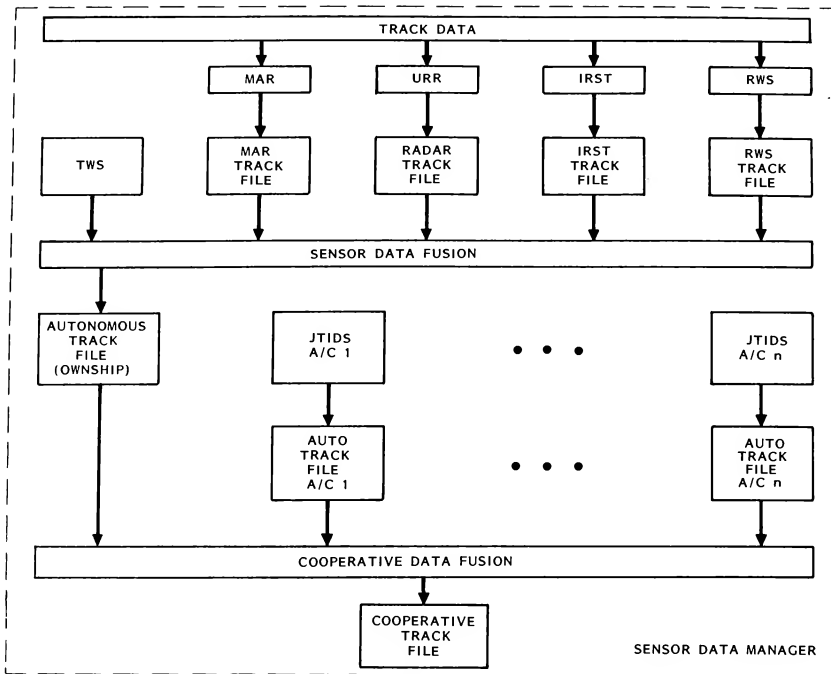 TRACK DATA
MAR
URR
IRST
RWS
TWS
MAR
TRACK
FILE
RADAR
TRACK
FILE
IRST
TRACK
FILE
RWS
TRACK
FILE
SENSOR DATA FUSION
AUTONOMOUS
TRACK
FILE
(OWNSHIP)
JTIDS
A/C 1
JTIDS
A/C n
AUTO
TRACK
FILE
A/C 1
AUTO
TRACK
FILE
A/C n
COOPERATIVE DATA FUSION
COOPERATIVE
TRACK
FILE
SENSOR DATA MANAGER